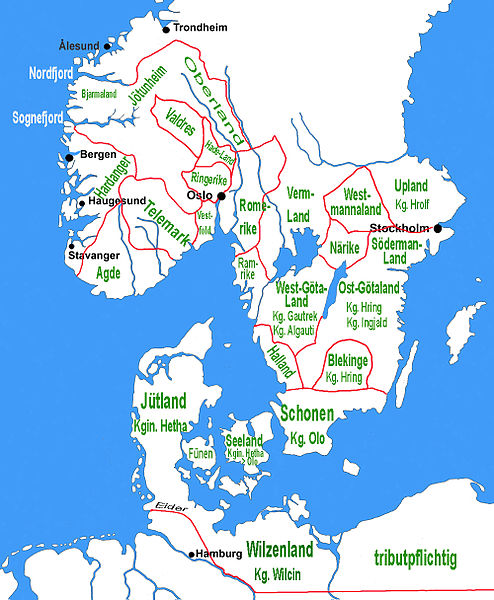 Trondheim
Ålesund
Nordfjord
Oberland
Jötunheim
Bjarmaland
Sognefjord
Valdres
Hade-Land
Bergen
Hardanger
Ringerike
Oslo
Haugesund
Telemark
Vest-
fold
Rome-
rike
Verm-
Land
West-
mannaland
Upland
Kg. Hrolf
Stockholm
Stavanger
Agde
Ram-
rike
Närike
Söderman-
Land
West-Göta-
Land
Kg. Gautrek
Kg. Algauti
Ost-Götaland
Kg. Hring
Kg. Ingjald
Halland
Blekinge
Kg. Hring
Jütland
Kgin. Hetha
Schonen
Kg. Olo
Fünen
Seeland
Kgin. Hetha
Olo
Eider
Hamburg
Wilzenland
Kg. Wilcin
tributpflichtig